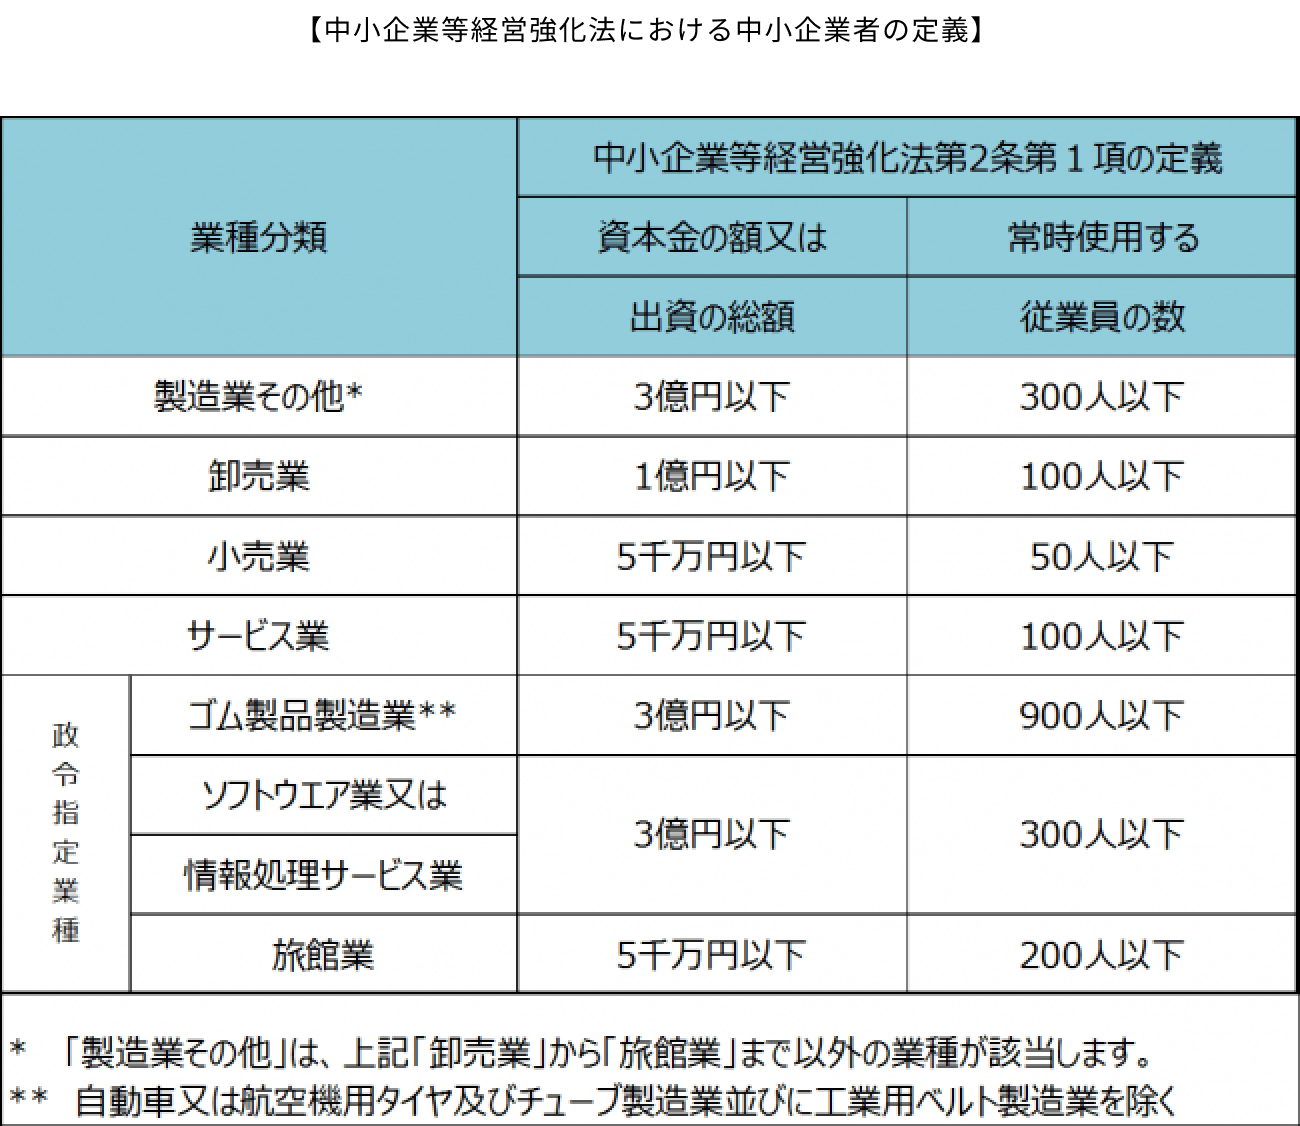 【中小企業等経営強化法における中小企業者の定義】
業種分類
中小企業等経営強化法第2条第１項の定義
資本金の額又は
常時使用する
出資の総額
従業員の数
製造業その他*
3億円以下
300人以下
卸売業
1億円以下
100人以下
小売業
5千万円以下
50人以下
サービス業
5千万円以下
100人以下
政令指定業種
ゴム製品製造業**
3億円以下
900人以下
ソフトウエア業又は
情報処理サービス業
3億円以下
300人以下
旅館業
5千万円以下
200人以下
*　「製造業その他」は、上記「卸売業」から「旅館業」まで以外の業種が該当します。
**　自動車又は航空機用タイヤ及びチューブ製造業並びに工業用ベルト製造業を除く